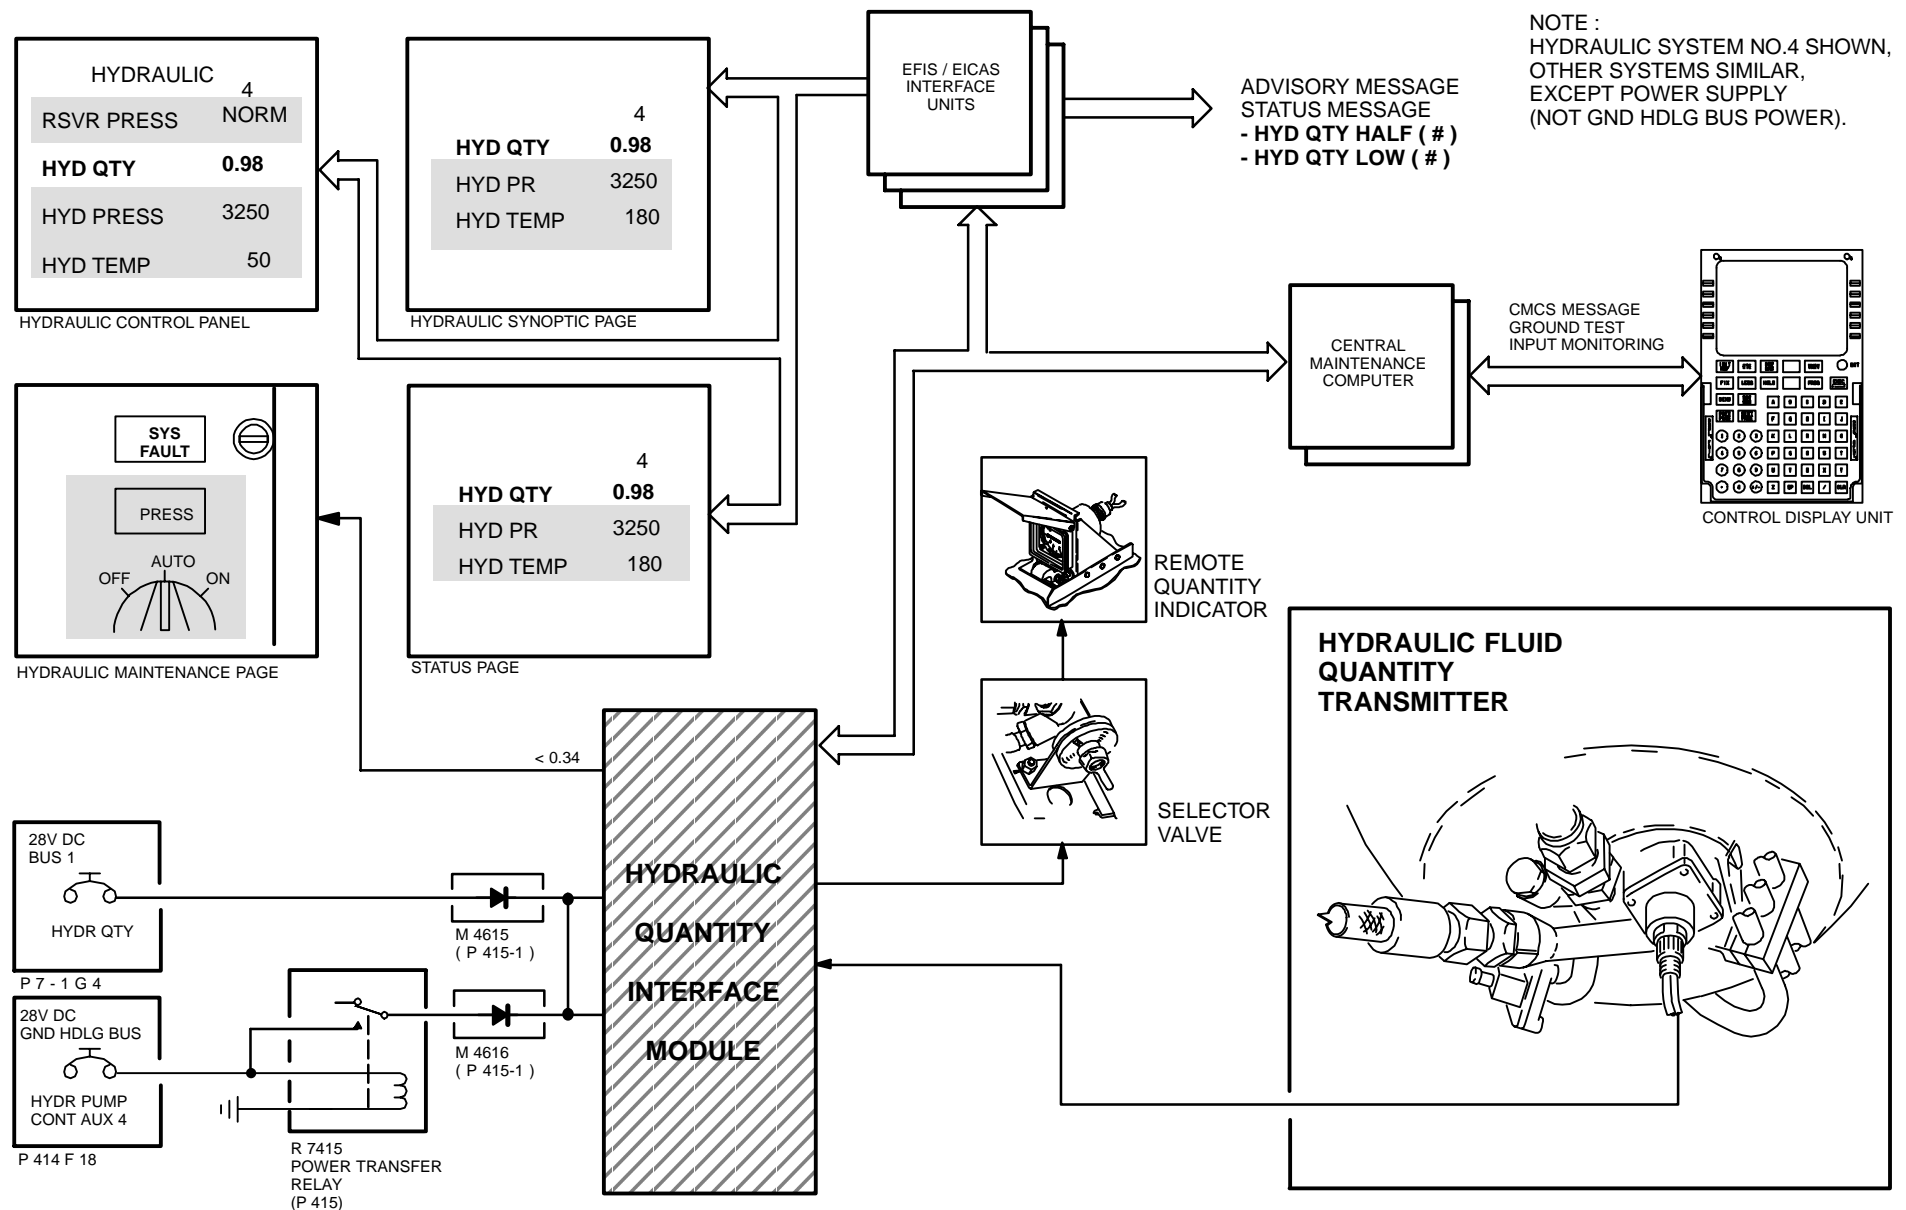 HYDRAULIC
4
RSVR PRESS NORM
HYD QTY 0.98
HYD PRESS 3250
HYD TEMP 50
HYDRAULIC CONTROL PANEL
4
HYD QTY 0.98
HYD PR 3250
HYD TEMP 180
HYDRAULIC SYNOPTIC PAGE
EFIS / EICAS
INTERFACE
UNITS
ADVISORY MESSAGE
STATUS MESSAGE
- HYD QTY HALF ( # )
- HYD QTY LOW ( # )
NOTE :
HYDRAULIC SYSTEM NO.4 SHOWN,
OTHER SYSTEMS SIMILAR,
EXCEPT POWER SUPPLY
(NOT GND HDLG BUS POWER).
SYS
FAULT
PRESS
OFF
AUTO
ON
HYDRAULIC MAINTENANCE PAGE
4
HYD QTY 0.98
HYD PR 3250
HYD TEMP 180
STATUS PAGE
CENTRAL
MAINTENANCE
COMPUTER
CMCS MESSAGE
GROUND TEST
INPUT MONITORING
CONTROL DISPLAY UNIT
REMOTE
QUANTITY
INDICATOR
SELECTOR
VALVE
HYDRAULIC FLUID
QUANTITY
TRANSMITTER
< 0.34
HYDRAULIC
QUANTITY
INTERFACE
MODULE
28V DC
BUS 1
HYDR QTY
P 7 - 1 G 4
M 4615
( P 415-1 )
28V DC
GND HDLG BUS
HYDR PUMP
CONT AUX 4
P 414 F 18
M 4616
( P 415-1 )
R 7415
POWER TRANSFER
RELAY
(P 415)